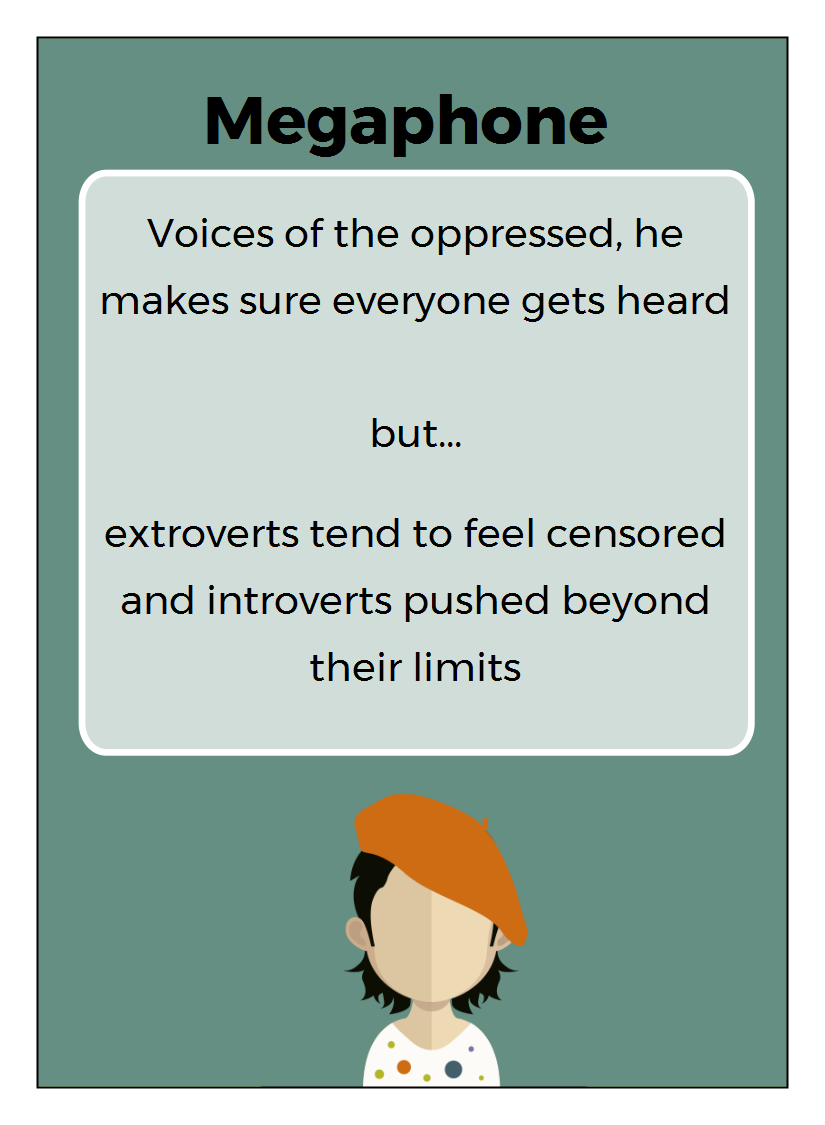 Megaphone
Voices of the oppressed, he
makes sure everyone gets heard
but...
extroverts tend to feel censored
and introverts pushed beyond
their limits